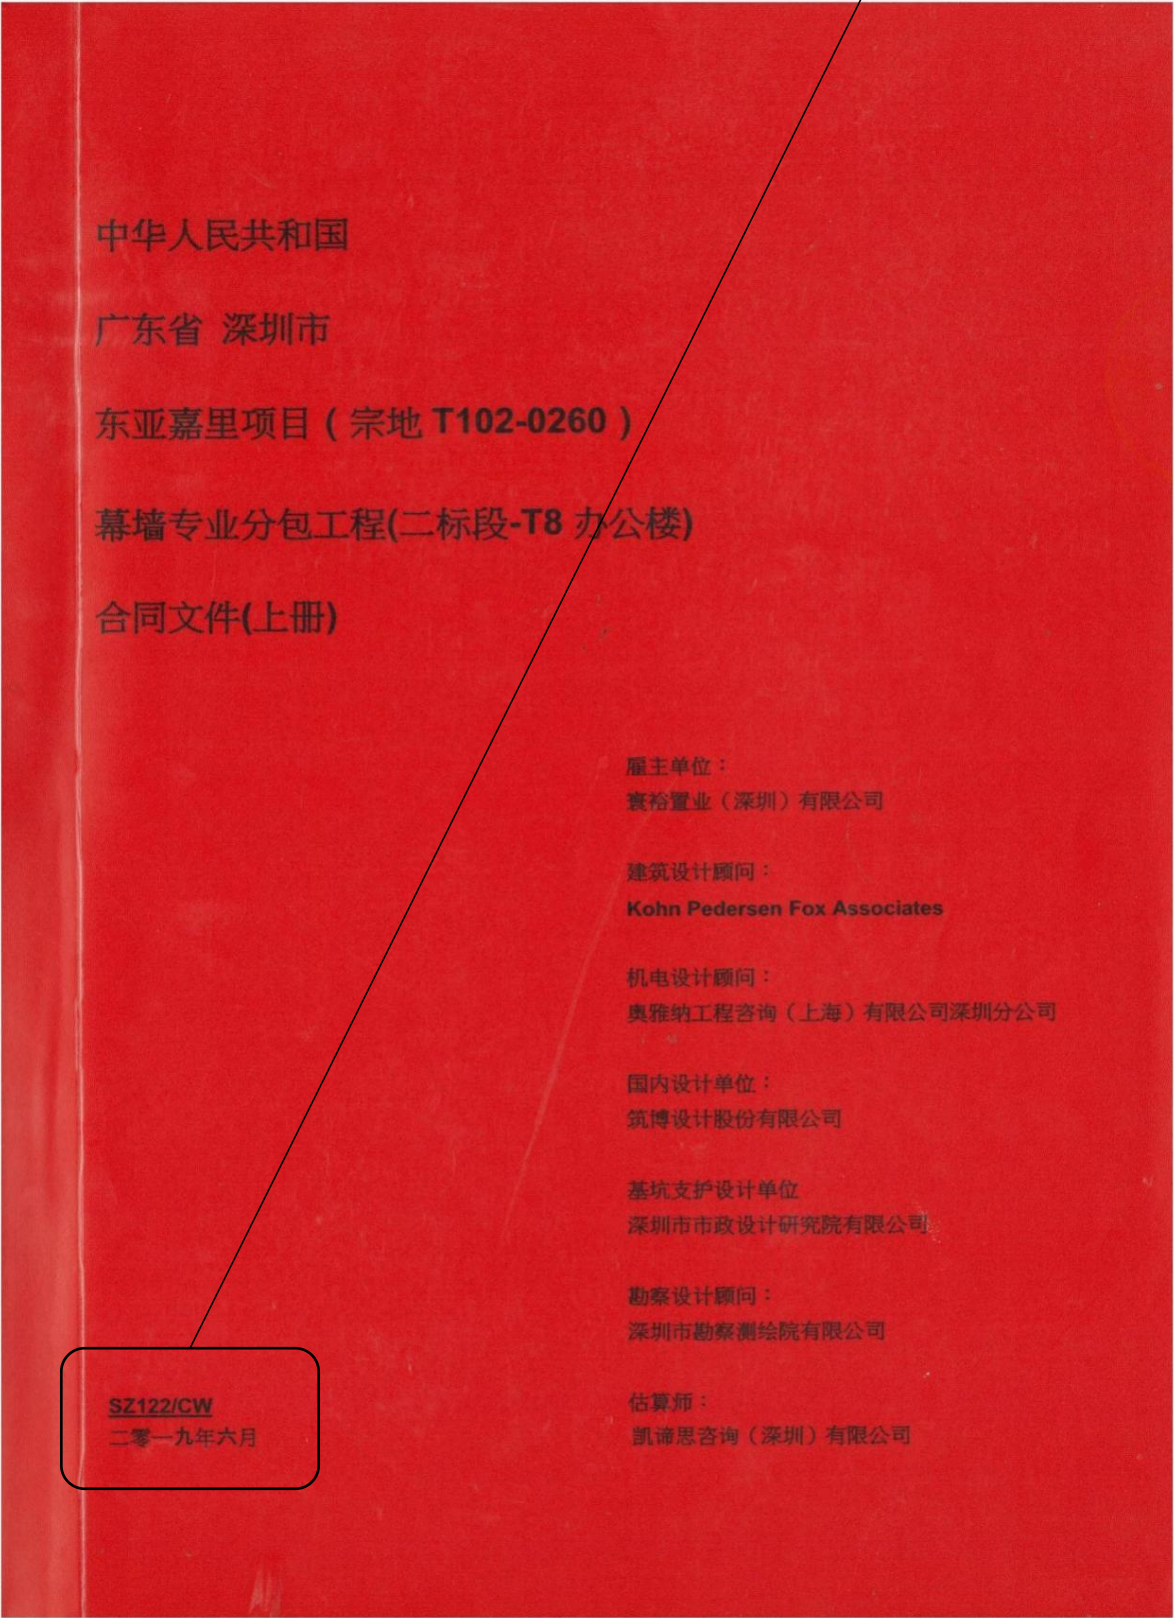 中华人民共和国
广东省 深圳市
东亚嘉里项目（宗地 T102-0260）
幕墙专业分包工程(二标段-T8 办公楼)
合同文件(上册)
雇主单位：
寰裕置业（深圳）有限公司
建筑设计顾问：
Kohn Pedersen Fox Associates
机电设计顾问：
奥雅纳工程咨询（上海）有限公司深圳分公司
国内设计单位：
筑博设计股份有限公司
基坑支护设计单位
深圳市市政设计研究院有限公司
勘察设计顾问：
深圳市勘察测绘院有限公司
估算师：
凯谛思咨询（深圳）有限公司
SZ122/CW
二零一九年六月